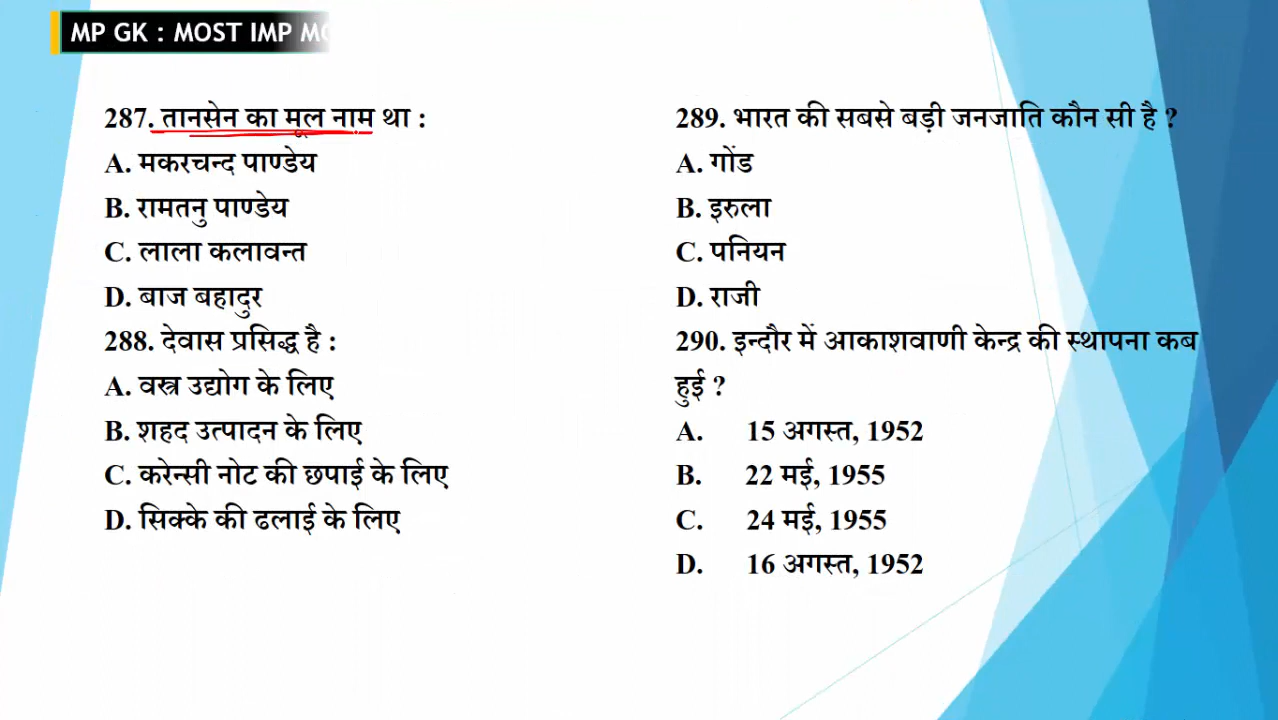 MP GK : MOST IMP
287. तानसेन का मूल नाम था :
A. मकरचन्द पाण्डेय
B. रामतनु पाण्डेय
C. लाला कलावन्त
D. बाज बहादुर
288. देवास प्रसिद्ध है :
A. वस्त्र उद्योग के लिए
B. शहद उत्पादन के लिए
C. करेन्सी नोट की छपाई के लिए
D. सिक्के की ढलाई के लिए
289. भारत की सबसे बड़ी जनजाति कौन सी है ?
A. गोंड
B. इरुला
C. पनियन
D. राजी
290. इन्दौर में आकाशवाणी केन्द्र की स्थापना कब
हुई ?
A. 15 अगस्त, 1952
B. 22 मई, 1955
C. 24 मई, 1955
D. 16 अगस्त, 1952